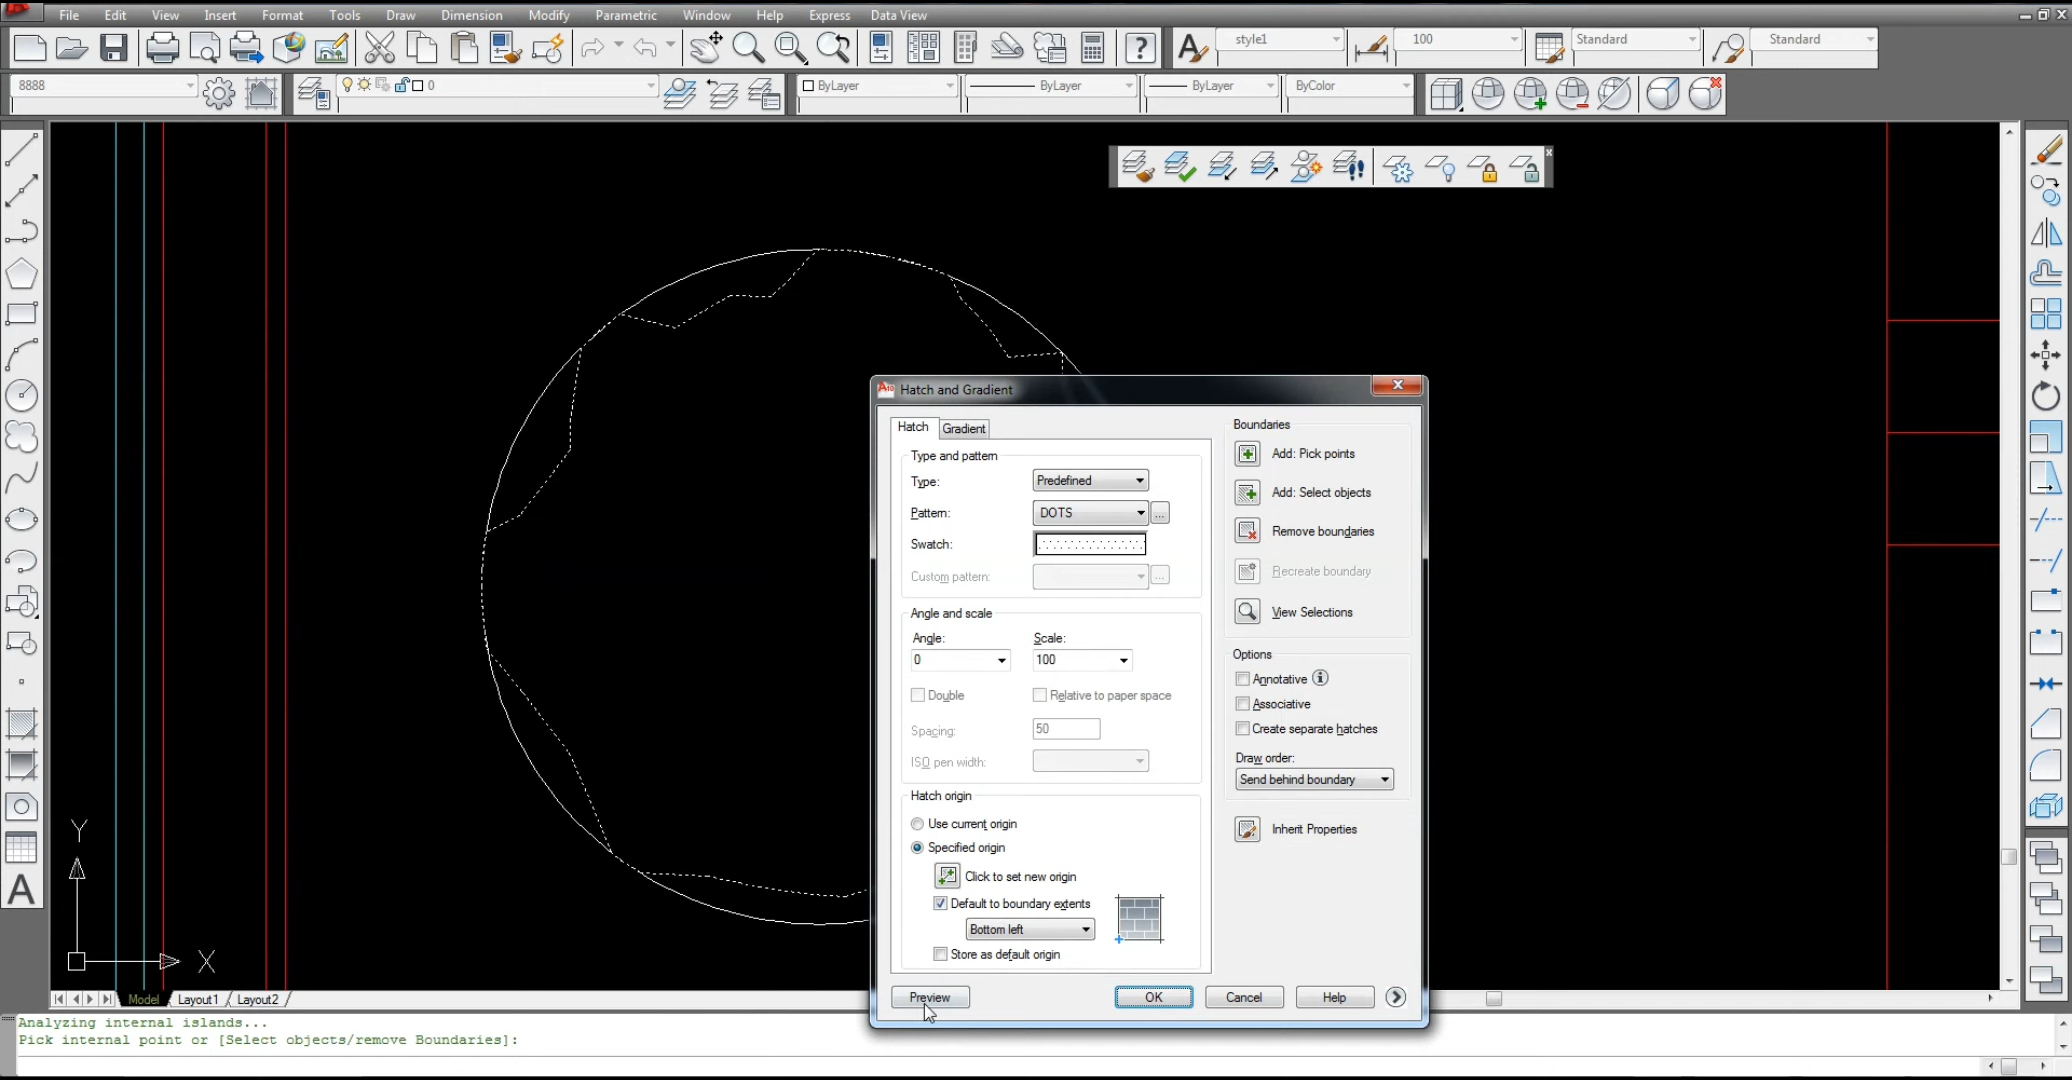 File Edit View Insert Format Tools Draw Dimension Modify Parametric Window Help Express Data View
style1 100 Standard Standard
8888 0 ByLayer ByLayer ByLayer ByColor
Hatch and Gradient
Hatch Gradient
Type and pattern
Type: Predefined
Pattern: DOTS ...
Swatch:
Custom pattern: ...
Angle and scale
Angle: Scale:
0 100
Double Relative to paper space
Spacing: 50
ISO pen width:
Hatch origin
Use current origin
Specified origin
Click to set new origin
Default to boundary extents
Bottom left
Store as default origin
Boundaries
Add: Pick points
Add: Select objects
Remove boundaries
Recreate boundary
View Selections
Options
Annotative
Associative
Create separate hatches
Draw order:
Send behind boundary
Inherit Properties
Preview OK Cancel Help
Y
X
Model Layout1 Layout2
Analyzing internal islands...
Pick internal point or [Select objects/remove Boundaries]: